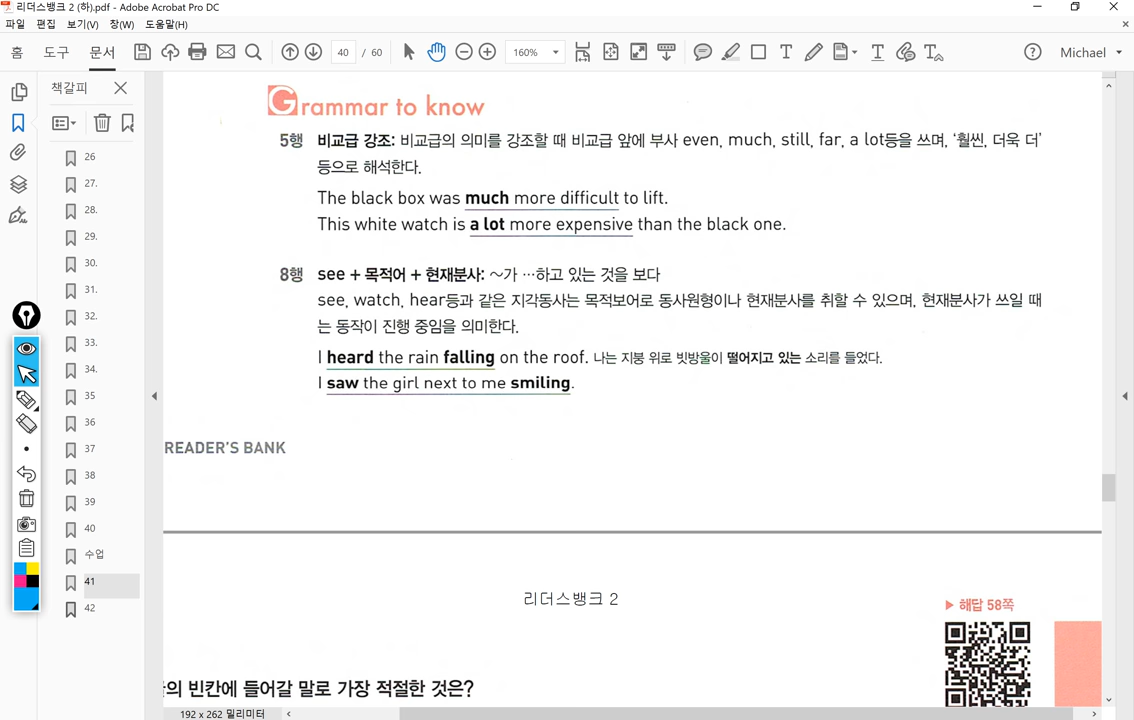 리더스뱅크 2 (하).pdf - Adobe Acrobat Pro DC
파일 편집 보기(V) 창(W) 도움말(H)
홈 도구 문서 40 / 60 160% Michael
책갈피
26
27.
28.
29.
30.
31.
32.
33.
34.
35
36
37
38
39
40
수업
41
42
Grammar to know
5행 비교급 강조: 비교급의 의미를 강조할 때 비교급 앞에 부사 even, much, still, far, a lot등을 쓰며, ‘훨씬, 더욱 더’
등으로 해석한다.
The black box was much more difficult to lift.
This white watch is a lot more expensive than the black one.
8행 see + 목적어 + 현재분사: ～가 …하고 있는 것을 보다
see, watch, hear등과 같은 지각동사는 목적보어로 동사원형이나 현재분사를 취할 수 있으며, 현재분사가 쓰일 때
는 동작이 진행 중임을 의미한다.
I heard the rain falling on the roof. 나는 지붕 위로 빗방울이 떨어지고 있는 소리를 들었다.
I saw the girl next to me smiling.
READER'S BANK
리더스뱅크 2
▶ 해답 58쪽
의 빈칸에 들어갈 말로 가장 적절한 것은?
192 x 262 밀리미터